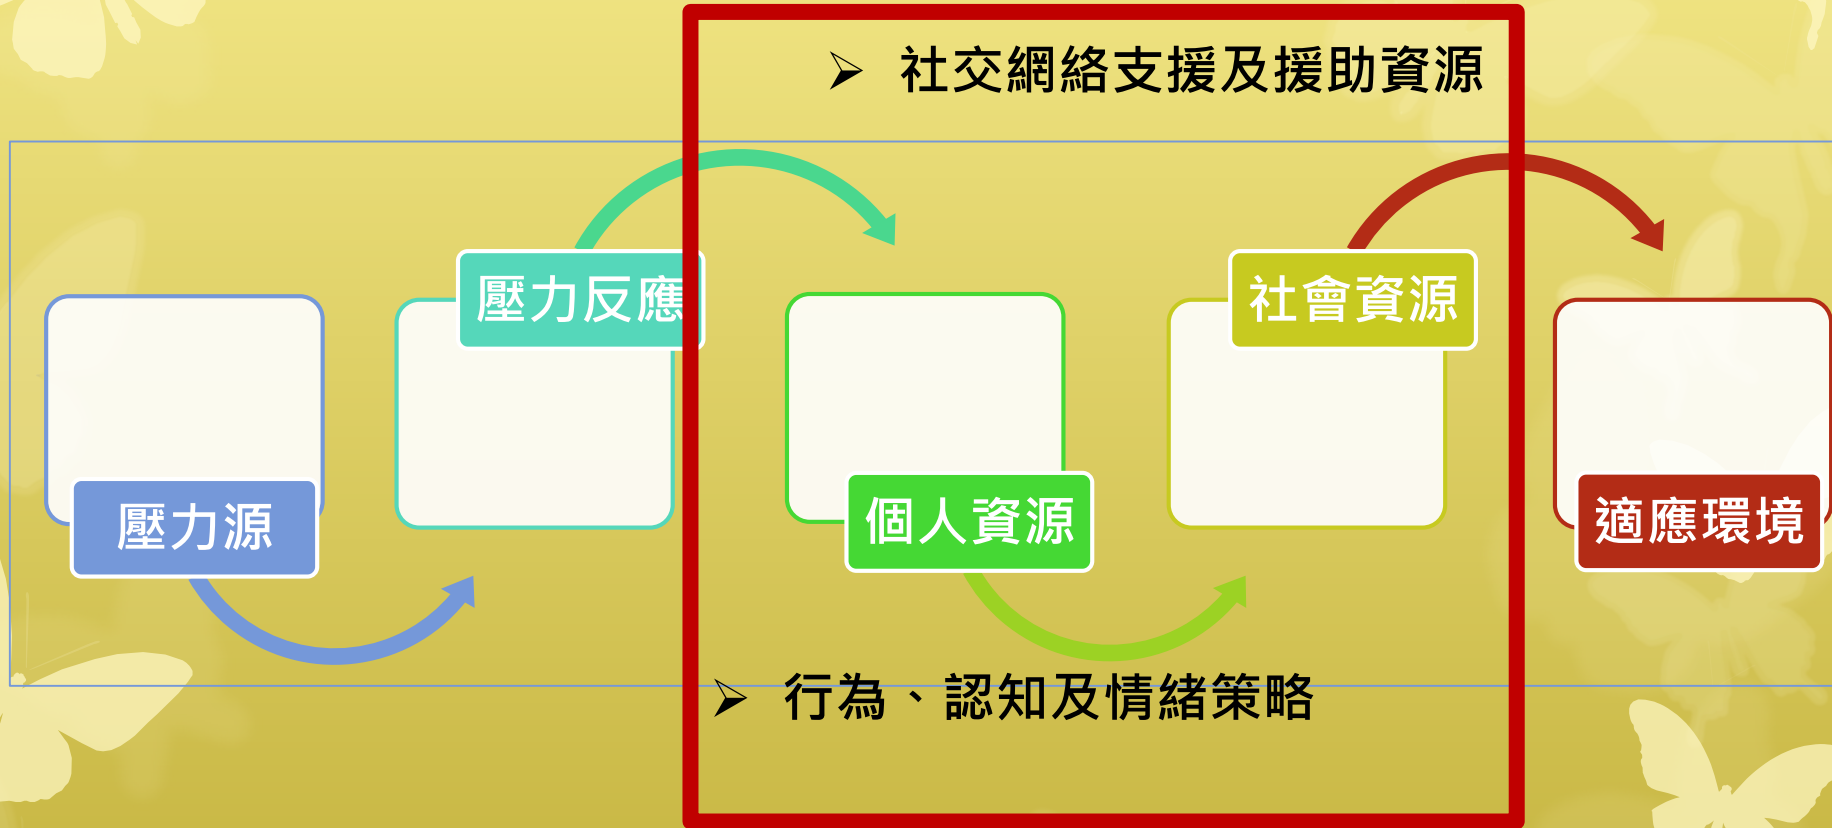 ➢ 社交網絡支援及援助資源
壓力反應
社會資源
壓力源
個人資源
適應環境
➢ 行為、認知及情緒策略